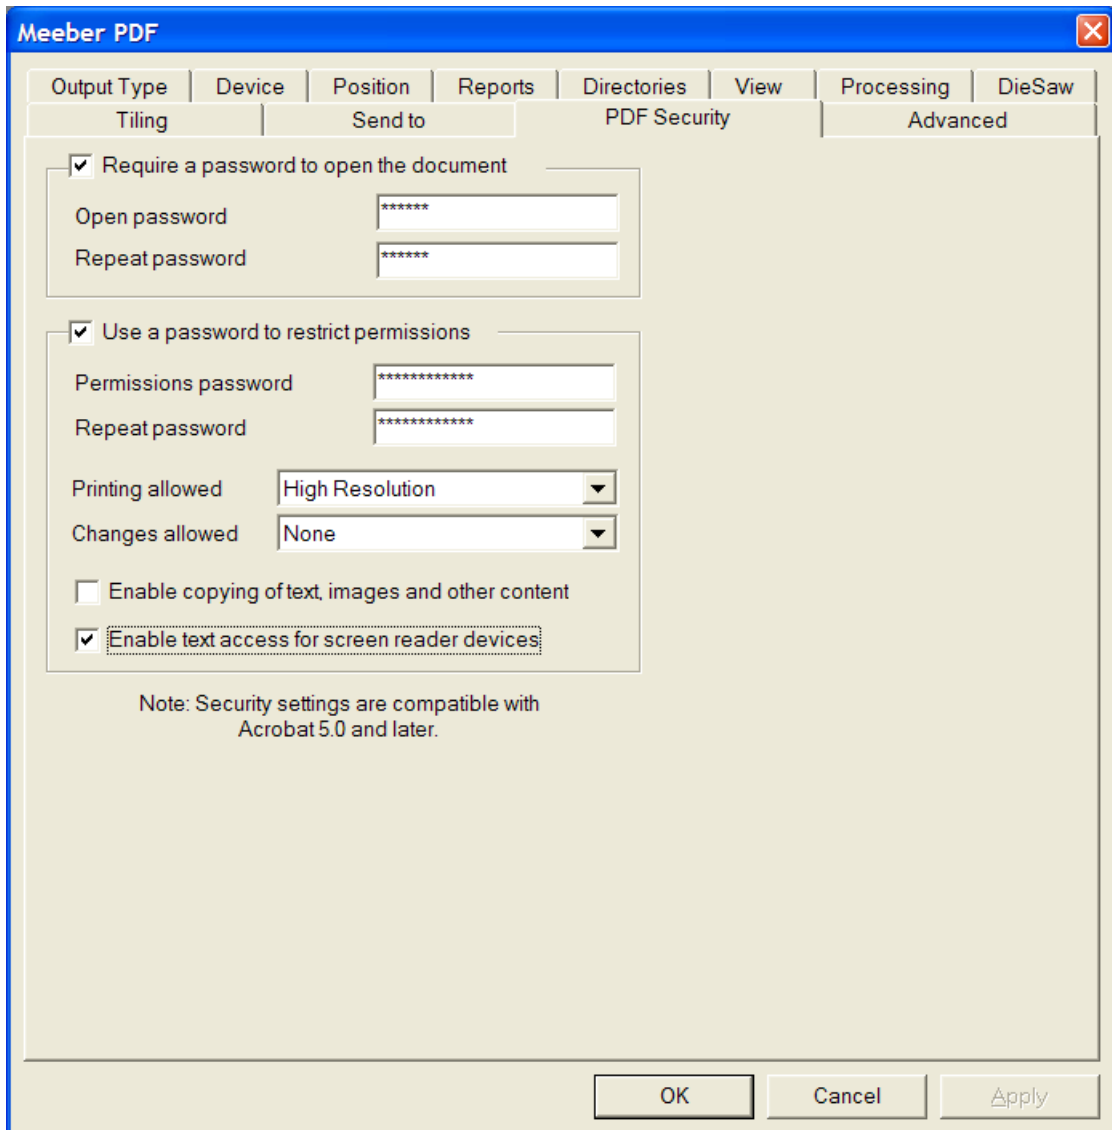 Meeber PDF
Output Type Device Position Reports Directories View Processing DieSaw
Tiling Send to PDF Security Advanced
Require a password to open the document
Open password ******
Repeat password ******
Use a password to restrict permissions
Permissions password ************
Repeat password ************
Printing allowed High Resolution
Changes allowed None
Enable copying of text, images and other content
Enable text access for screen reader devices
Note: Security settings are compatible with
Acrobat 5.0 and later.
OK Cancel Apply